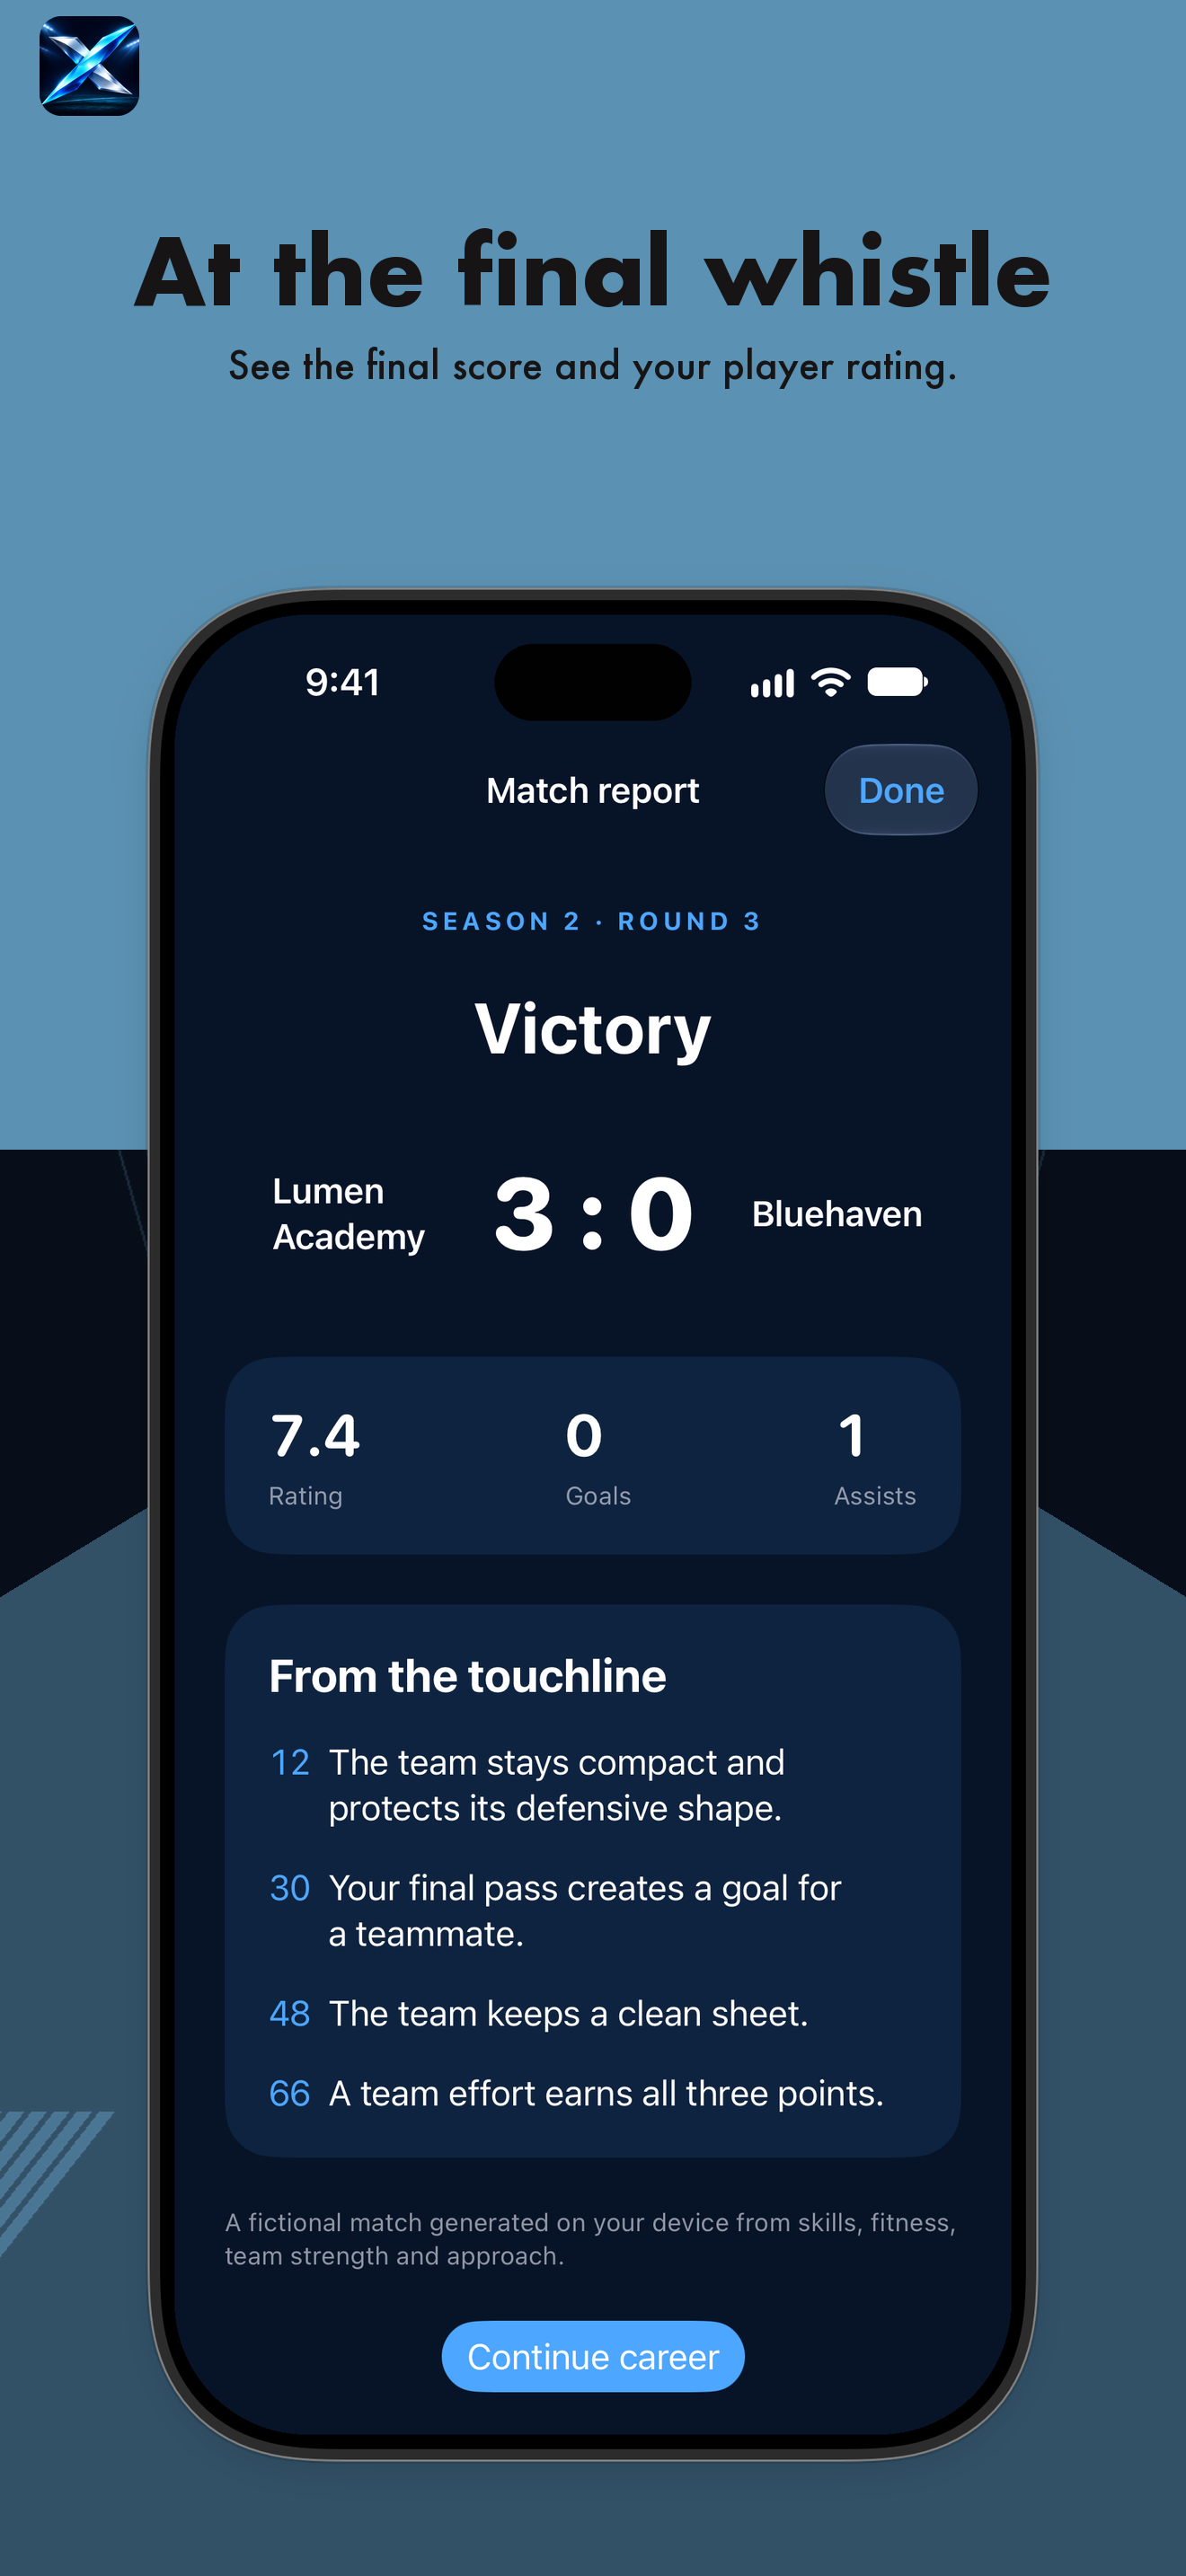 At the final whistle
See the final score and your player rating.
9:41
Match report
Done
SEASON 2 · ROUND 3
Victory
Lumen
Academy
3 : 0
Bluehaven
7.4
0
1
Rating
Goals
Assists
From the touchline
12 The team stays compact and
protects its defensive shape.
30 Your final pass creates a goal for
a teammate.
48 The team keeps a clean sheet.
66 A team effort earns all three points.
A fictional match generated on your device from skills, fitness,
team strength and approach.
Continue career